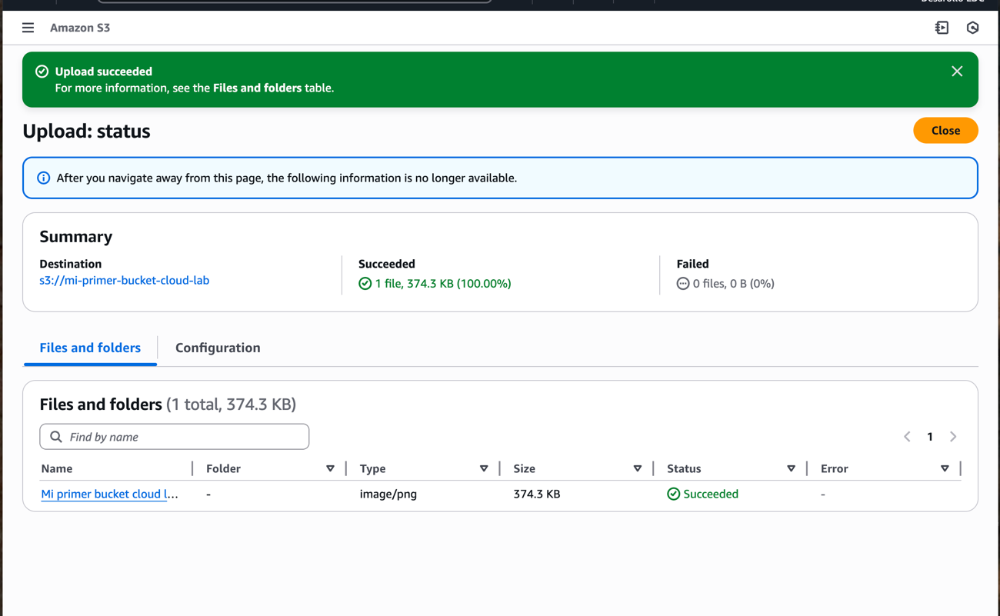 Amazon S3
Upload succeeded
For more information, see the Files and folders table.
Upload: status
Close
After you navigate away from this page, the following information is no longer available.
Summary
Destination
s3://mi-primer-bucket-cloud-lab
Succeeded
1 file, 374.3 KB (100.00%)
Failed
0 files, 0 B (0%)
Files and folders
Configuration
Files and folders (1 total, 374.3 KB)
Find by name
1
Name Folder Type Size Status Error
Mi primer bucket cloud l... - image/png 374.3 KB Succeeded -